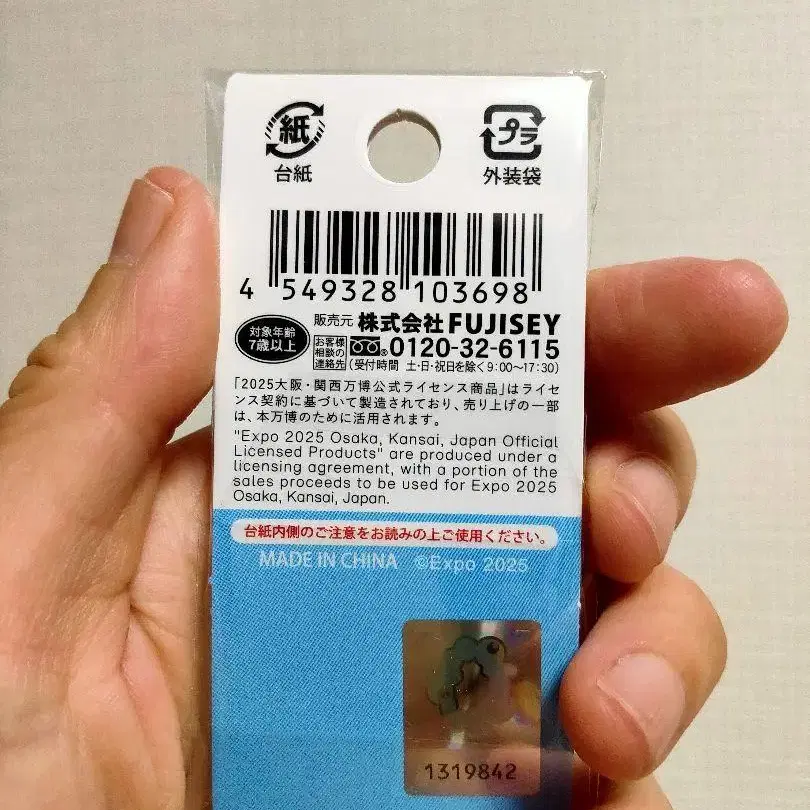 紙
台紙
プラ
外装袋
4 549328 103698
対象年齢
7歳以上
販売元 株式会社 FUJISEY
お客様
相談の
連絡先
0120-32-6115
(受付時間 土・日・祝日を除く9:00〜17:30)
「2025大阪・関西万博公式ライセンス商品」はライセ
ンス契約に基づいて製造されており、売り上げの一部
は、本万博のために活用されます。
"Expo 2025 Osaka, Kansai, Japan Official
Licensed Products" are produced under a
licensing agreement, with a portion of the
sales proceeds to be used for Expo 2025
Osaka, Kansai, Japan.
台紙内側のご注意をお読みの上ご使用ください。
MADE IN CHINA ©Expo 2025
1319842